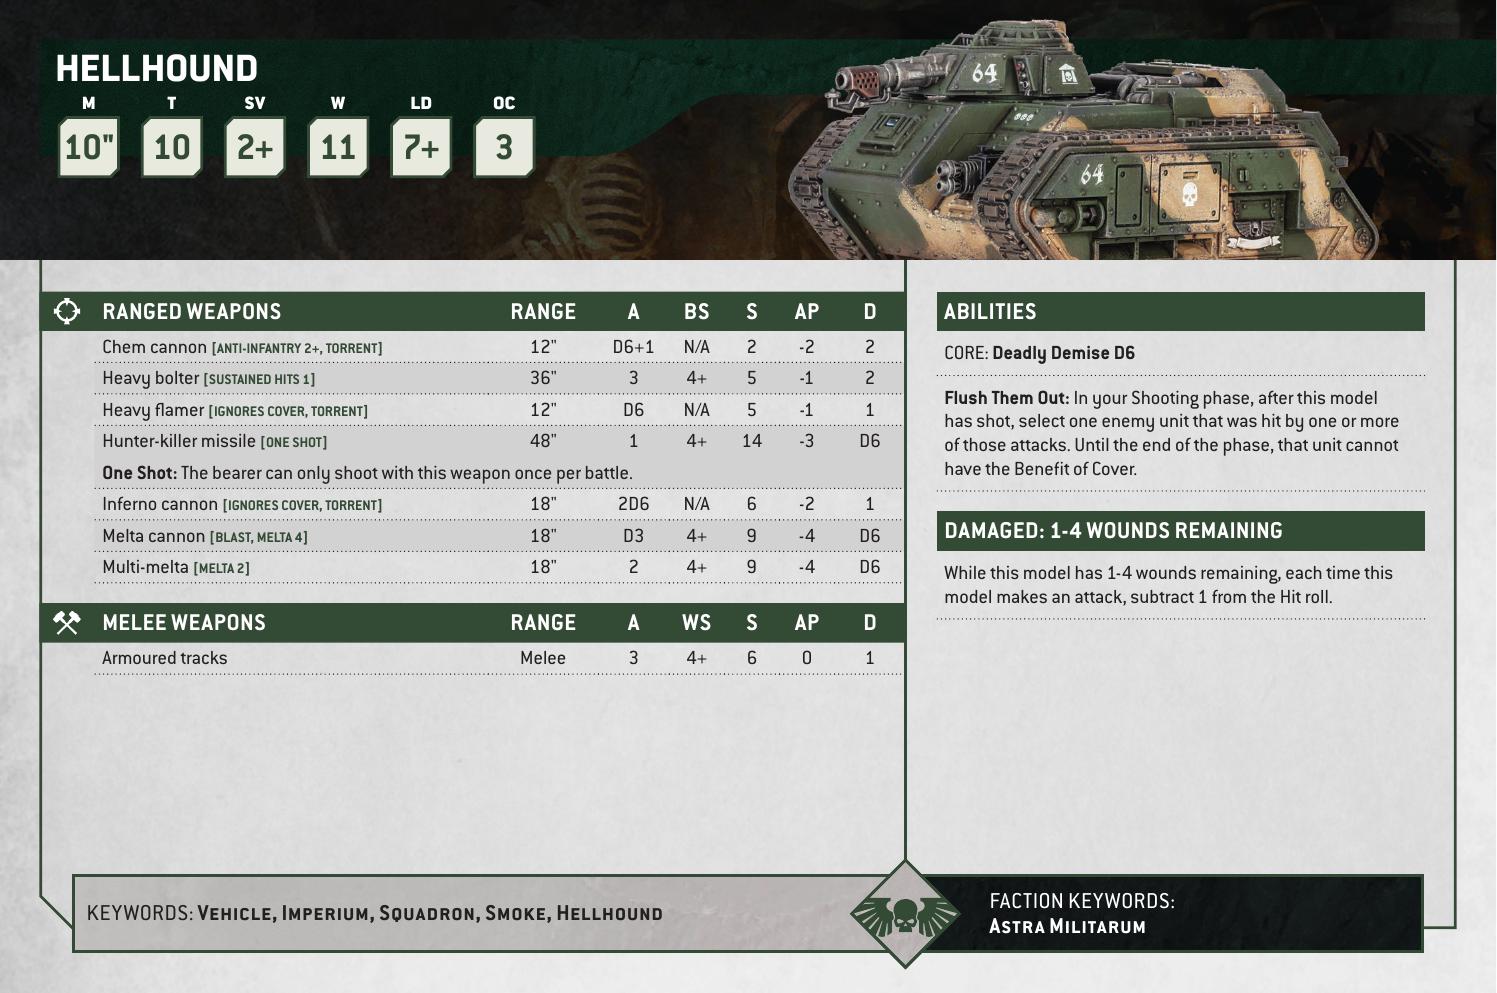 HELLHOUND
M T SV W LD OC
10" 10 2+ 11 7+ 3
64
64
RANGED WEAPONS RANGE A BS S AP D
Chem cannon [ANTI-INFANTRY 2+, TORRENT] 12" D6+1 N/A 2 -2 2
Heavy bolter [SUSTAINED HITS 1] 36" 3 4+ 5 -1 2
Heavy flamer [IGNORES COVER, TORRENT] 12" D6 N/A 5 -1 1
Hunter-killer missile [ONE SHOT] 48" 1 4+ 14 -3 D6
One Shot: The bearer can only shoot with this weapon once per battle.
Inferno cannon [IGNORES COVER, TORRENT] 18" 2D6 N/A 6 -2 1
Melta cannon [BLAST, MELTA 4] 18" D3 4+ 9 -4 D6
Multi-melta [MELTA 2] 18" 2 4+ 9 -4 D6
MELEE WEAPONS RANGE A WS S AP D
Armoured tracks Melee 3 4+ 6 0 1
ABILITIES
CORE: Deadly Demise D6
Flush Them Out: In your Shooting phase, after this model
has shot, select one enemy unit that was hit by one or more
of those attacks. Until the end of the phase, that unit cannot
have the Benefit of Cover.
DAMAGED: 1-4 WOUNDS REMAINING
While this model has 1-4 wounds remaining, each time this
model makes an attack, subtract 1 from the Hit roll.
KEYWORDS: VEHICLE, IMPERIUM, SQUADRON, SMOKE, HELLHOUND
FACTION KEYWORDS:
ASTRA MILITARUM